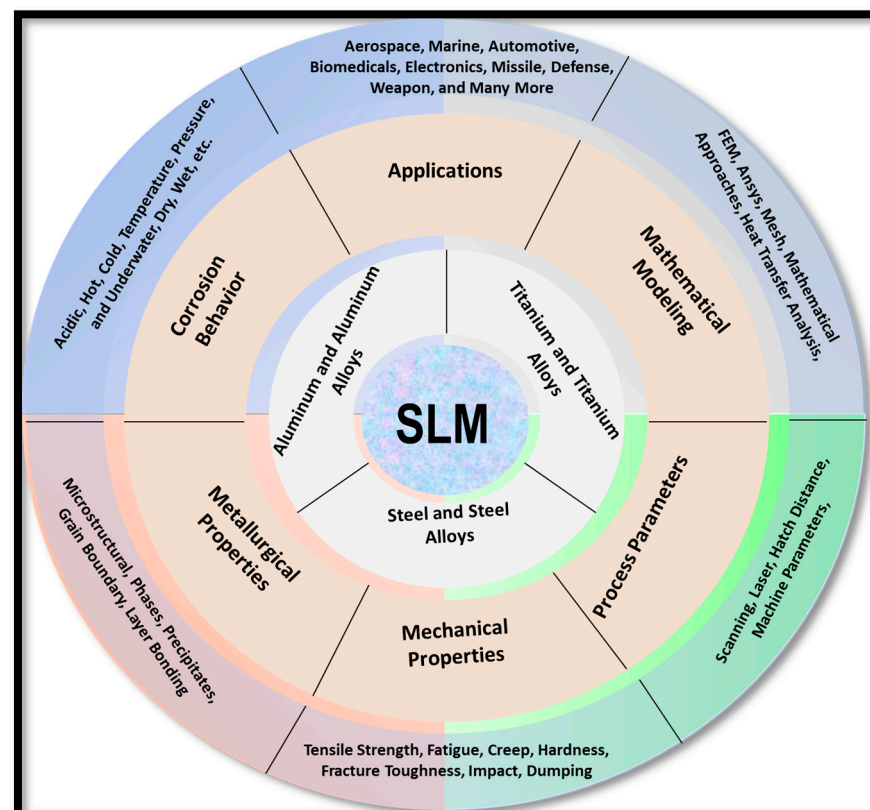 Aerospace, Marine, Automotive,
Biomedicals, Electronics, Missile, Defense,
Weapon, and Many More
Applications
Acidic, Hot, Cold, Temperature, Pressure,
and Underwater, Dry, Wet, etc.
Corrosion
Behavior
FEM, Ansys, Mesh, Mathematical
Approaches, Heat Transfer Analysis,
Mathematical
Modeling
Aluminum and Aluminum
Alloys
Titanium and Titanium
Alloys
SLM
Steel and Steel
Alloys
Metallurgical
Properties
Microstructural, Phases, Precipitates,
Grain Boundary, Layer Bonding
Mechanical
Properties
Process Parameters
Scanning, Laser, Hatch Distance,
Machine Parameters,
Tensile Strength, Fatigue, Creep, Hardness,
Fracture Toughness, Impact, Dumping